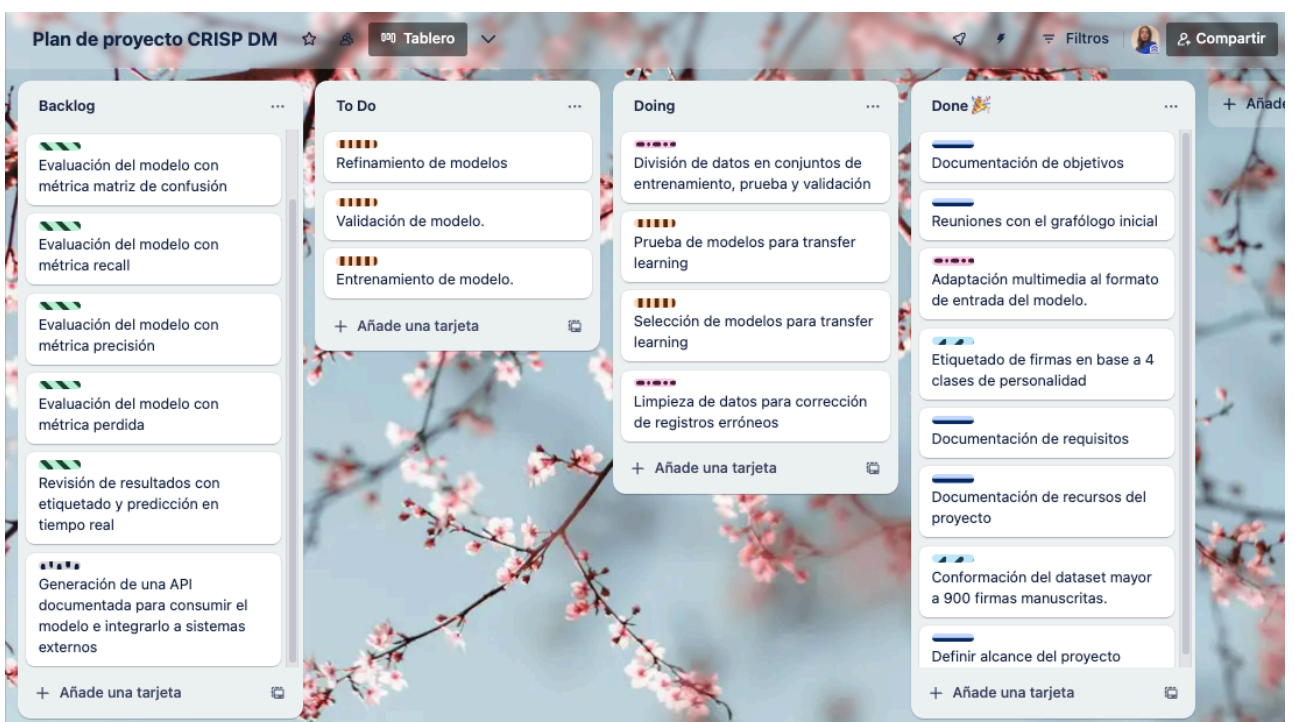 Plan de proyecto CRISP DM
Tablero
Filtros
Compartir
Backlog
Evaluación del modelo con
métrica matriz de confusión
Evaluación del modelo con
métrica recall
Evaluación del modelo con
métrica precisión
Evaluación del modelo con
métrica perdida
Revisión de resultados con
etiquetado y predicción en
tiempo real
Generación de una API
documentada para consumir el
modelo e integrarlo a sistemas
externos
+ Añade una tarjeta
To Do
Refinamiento de modelos
Validación de modelo.
Entrenamiento de modelo.
+ Añade una tarjeta
Doing
División de datos en conjuntos de
entrenamiento, prueba y validación
Prueba de modelos para transfer
learning
Selección de modelos para transfer
learning
Limpieza de datos para corrección
de registros erróneos
+ Añade una tarjeta
Done 🎉
Documentación de objetivos
Reuniones con el grafólogo inicial
Adaptación multimedia al formato
de entrada del modelo.
Etiquetado de firmas en base a 4
clases de personalidad
Documentación de requisitos
Documentación de recursos del
proyecto
Conformación del dataset mayor
a 900 firmas manuscritas.
Definir alcance del proyecto
+ Añade una tarjeta
+ Añade